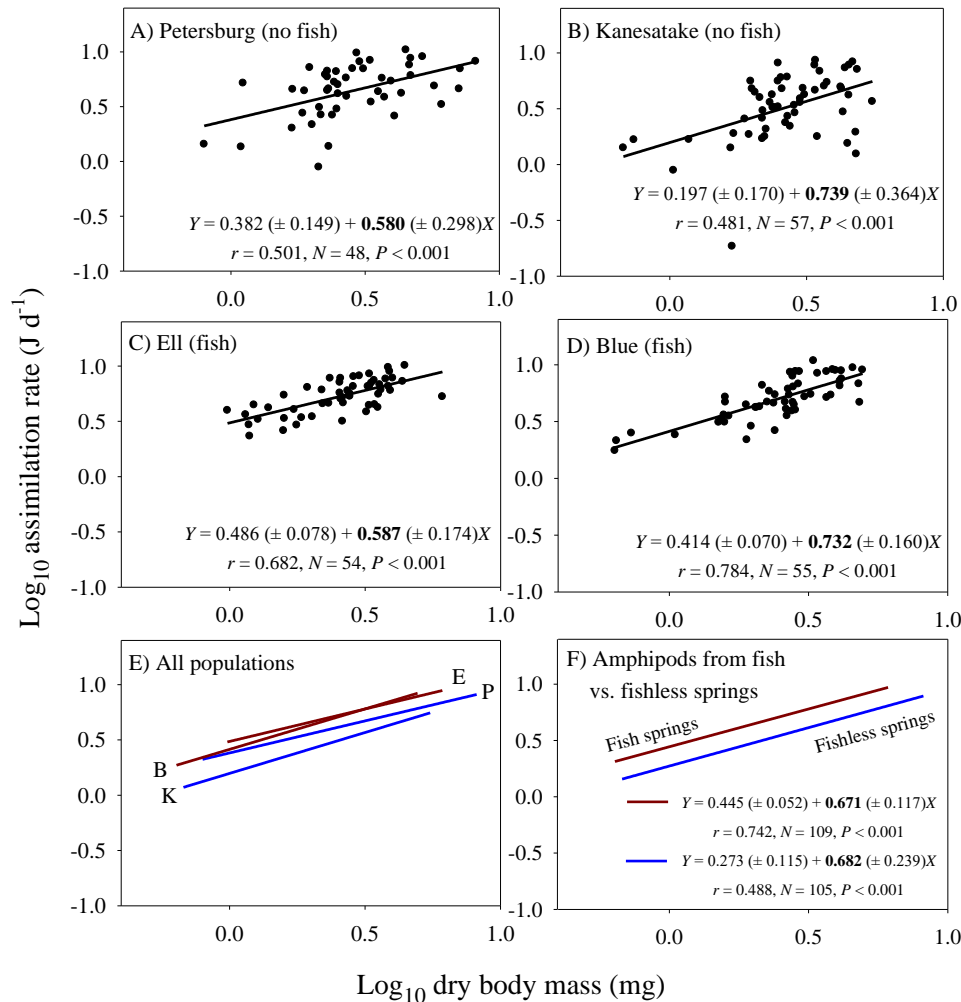 A) Petersburg (no fish)
1.0
0.5
0.0
-0.5
-1.0
Y = 0.382 (± 0.149) + 0.580 (± 0.298)X
r = 0.501, N = 48, P < 0.001
0.0 0.5 1.0
B) Kanesatake (no fish)
1.0
0.5
0.0
-0.5
-1.0
Y = 0.197 (± 0.170) + 0.739 (± 0.364)X
r = 0.481, N = 57, P < 0.001
0.0 0.5 1.0
Log10 assimilation rate (J d-1)
C) Ell (fish)
1.0
0.5
0.0
-0.5
-1.0
Y = 0.486 (± 0.078) + 0.587 (± 0.174)X
r = 0.682, N = 54, P < 0.001
0.0 0.5 1.0
D) Blue (fish)
1.0
0.5
0.0
-0.5
-1.0
Y = 0.414 (± 0.070) + 0.732 (± 0.160)X
r = 0.784, N = 55, P < 0.001
0.0 0.5 1.0
E) All populations
1.0
0.5
0.0
-0.5
-1.0
E
P
B
K
0.0 0.5 1.0
F) Amphipods from fish
vs. fishless springs
1.0
0.5
0.0
-0.5
-1.0
Fish springs
Fishless springs
Y = 0.445 (± 0.052) + 0.671 (± 0.117)X
r = 0.742, N = 109, P < 0.001
Y = 0.273 (± 0.115) + 0.682 (± 0.239)X
r = 0.488, N = 105, P < 0.001
0.0 0.5 1.0
Log10 dry body mass (mg)